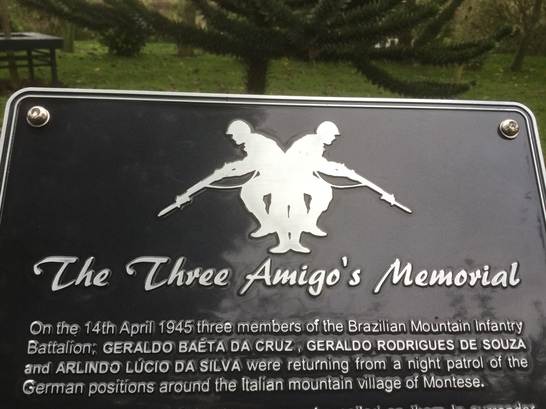 The Three Amigo's Memorial
On the 14th April 1945 three members of the Brazilian Mountain Infantry
Battalion; GERALDO BAËTA DA CRUZ , GERALDO RODRIGUES DE SOUZA
and ARLINDO LÚCIO DA SILVA were returning from a night patrol of the
German positions around the Italian mountain village of Montese.